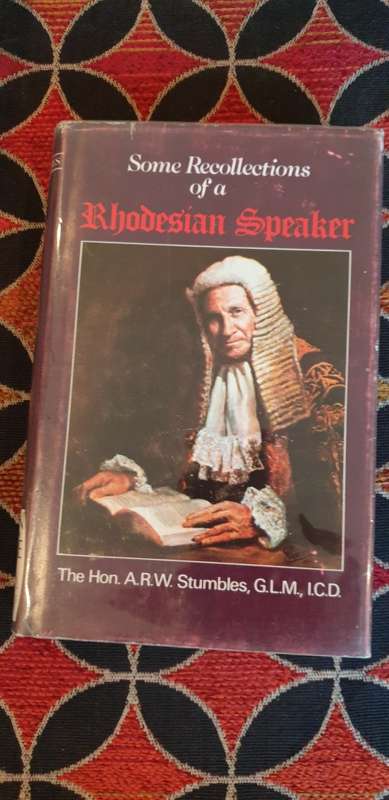 Some Recollections
of a
Rhodesian Speaker
The Hon. A.R.W. Stumbles, G.L.M., I.C.D.